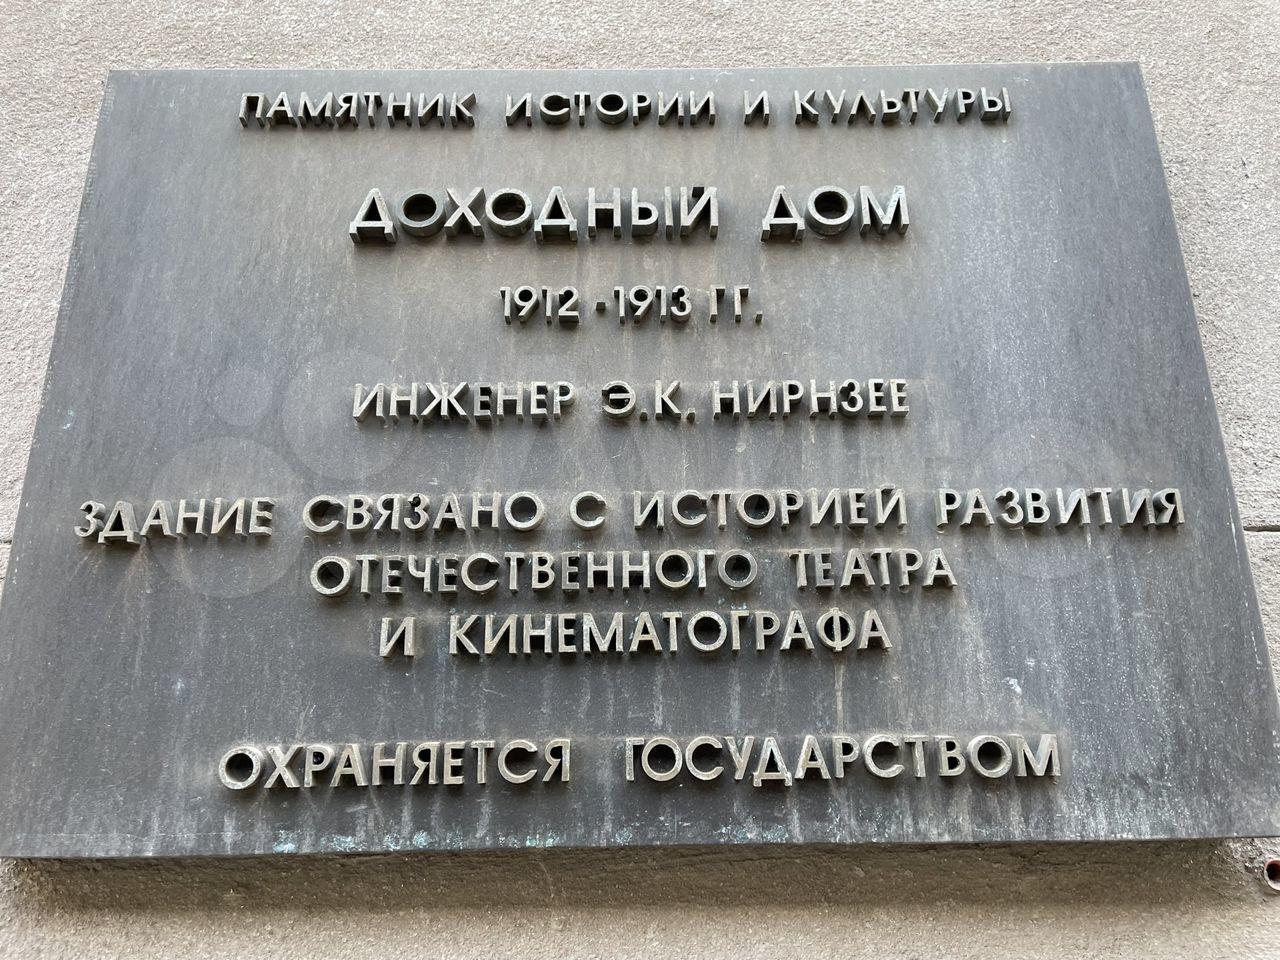 ПАМЯТНИК ИСТОРИИ И КУЛЬТУРЫ
ДОХОДНЫЙ ДОМ
1912 · 1913 ГГ.
ИНЖЕНЕР Э.К. НИРНЗЕЕ
ЗДАНИЕ СВЯЗАНО С ИСТОРИЕЙ РАЗВИТИЯ
ОТЕЧЕСТВЕННОГО ТЕАТРА
И КИНЕМАТОГРАФА
ОХРАНЯЕТСЯ ГОСУДАРСТВОМ